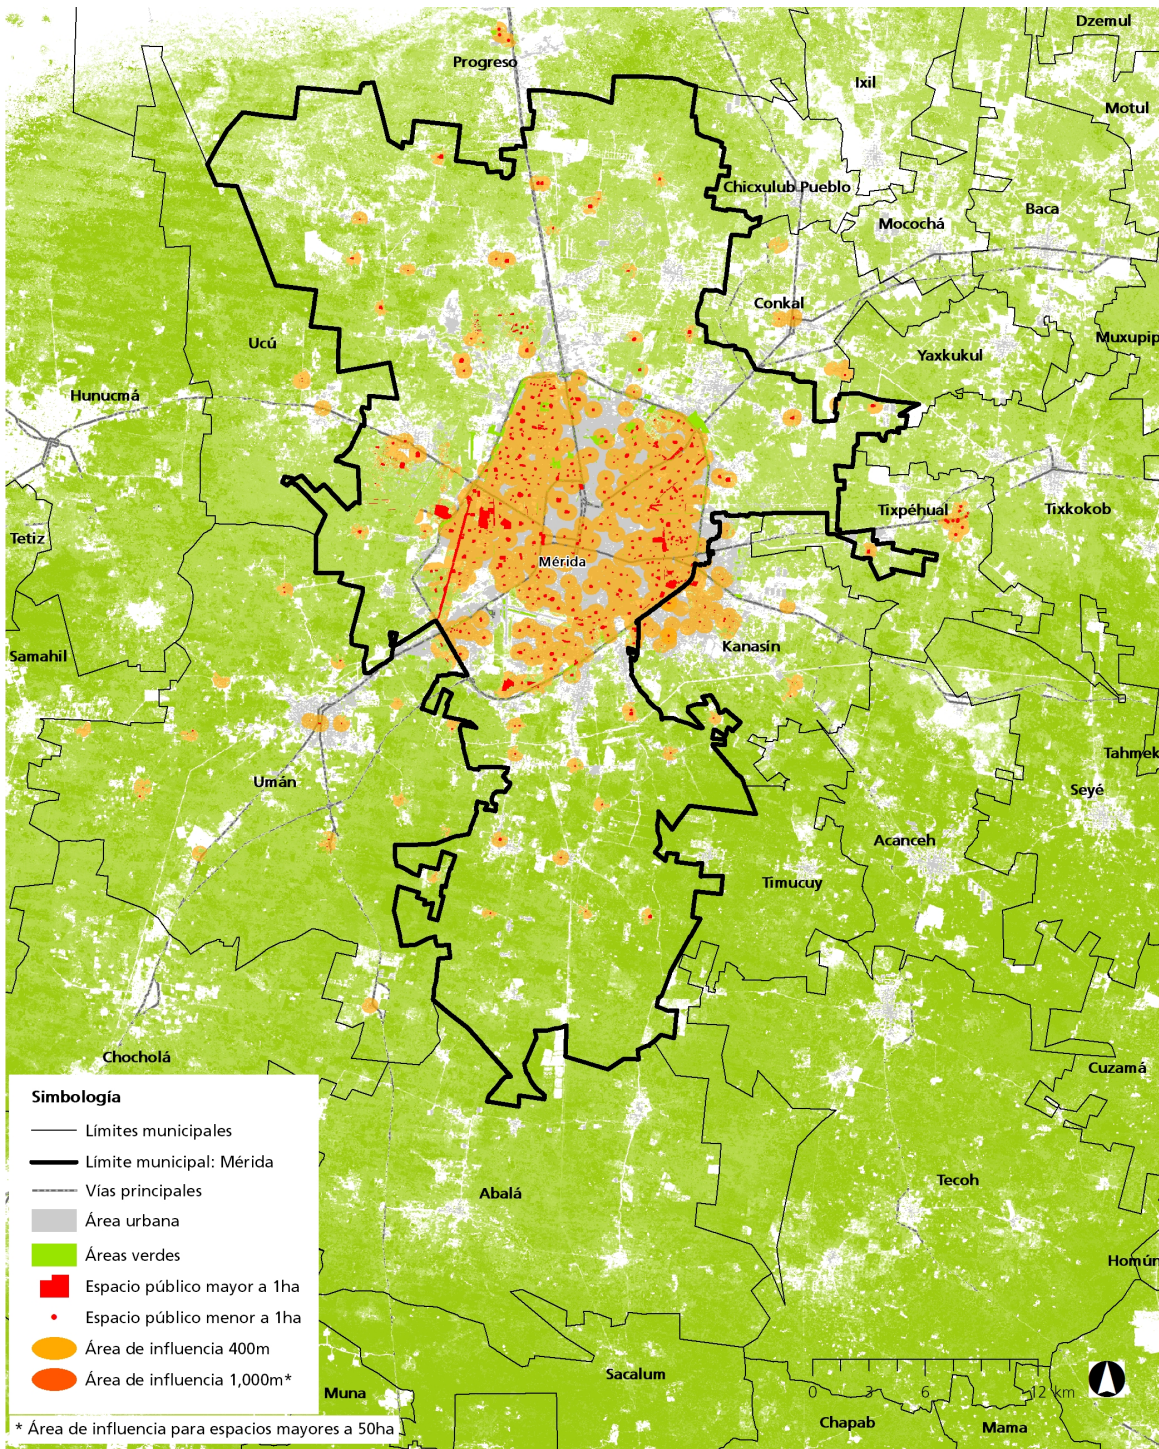 Dzemul
Progreso
Ixil
Motul
Chicxulub Pueblo
Baca
Mocochá
Conkal
Ucú
Muxupip
Yaxkukul
Hunucmá
Tixpéhual
Tixkokob
Tetiz
Mérida
Kanasín
Samahil
Tahmek
Umán
Seyé
Acanceh
Timucuy
Chocholá
Cuzamá
Simbología
Límites municipales
Límite municipal: Mérida
Vías principales
Área urbana
Áreas verdes
Espacio público mayor a 1ha
Espacio público menor a 1ha
Área de influencia 400m
Área de influencia 1,000m*
* Área de influencia para espacios mayores a 50ha
Tecoh
Abalá
Homún
Sacalum
Muna
0 3 6 12 km
Chapab
Mama